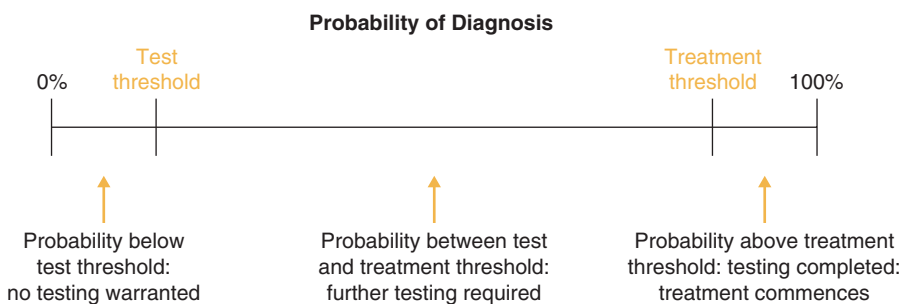 Probability of Diagnosis
Test
threshold
Treatment
threshold
0%
100%
Probability below
test threshold:
no testing warranted
Probability between test
and treatment threshold:
further testing required
Probability above treatment
threshold: testing completed:
treatment commences